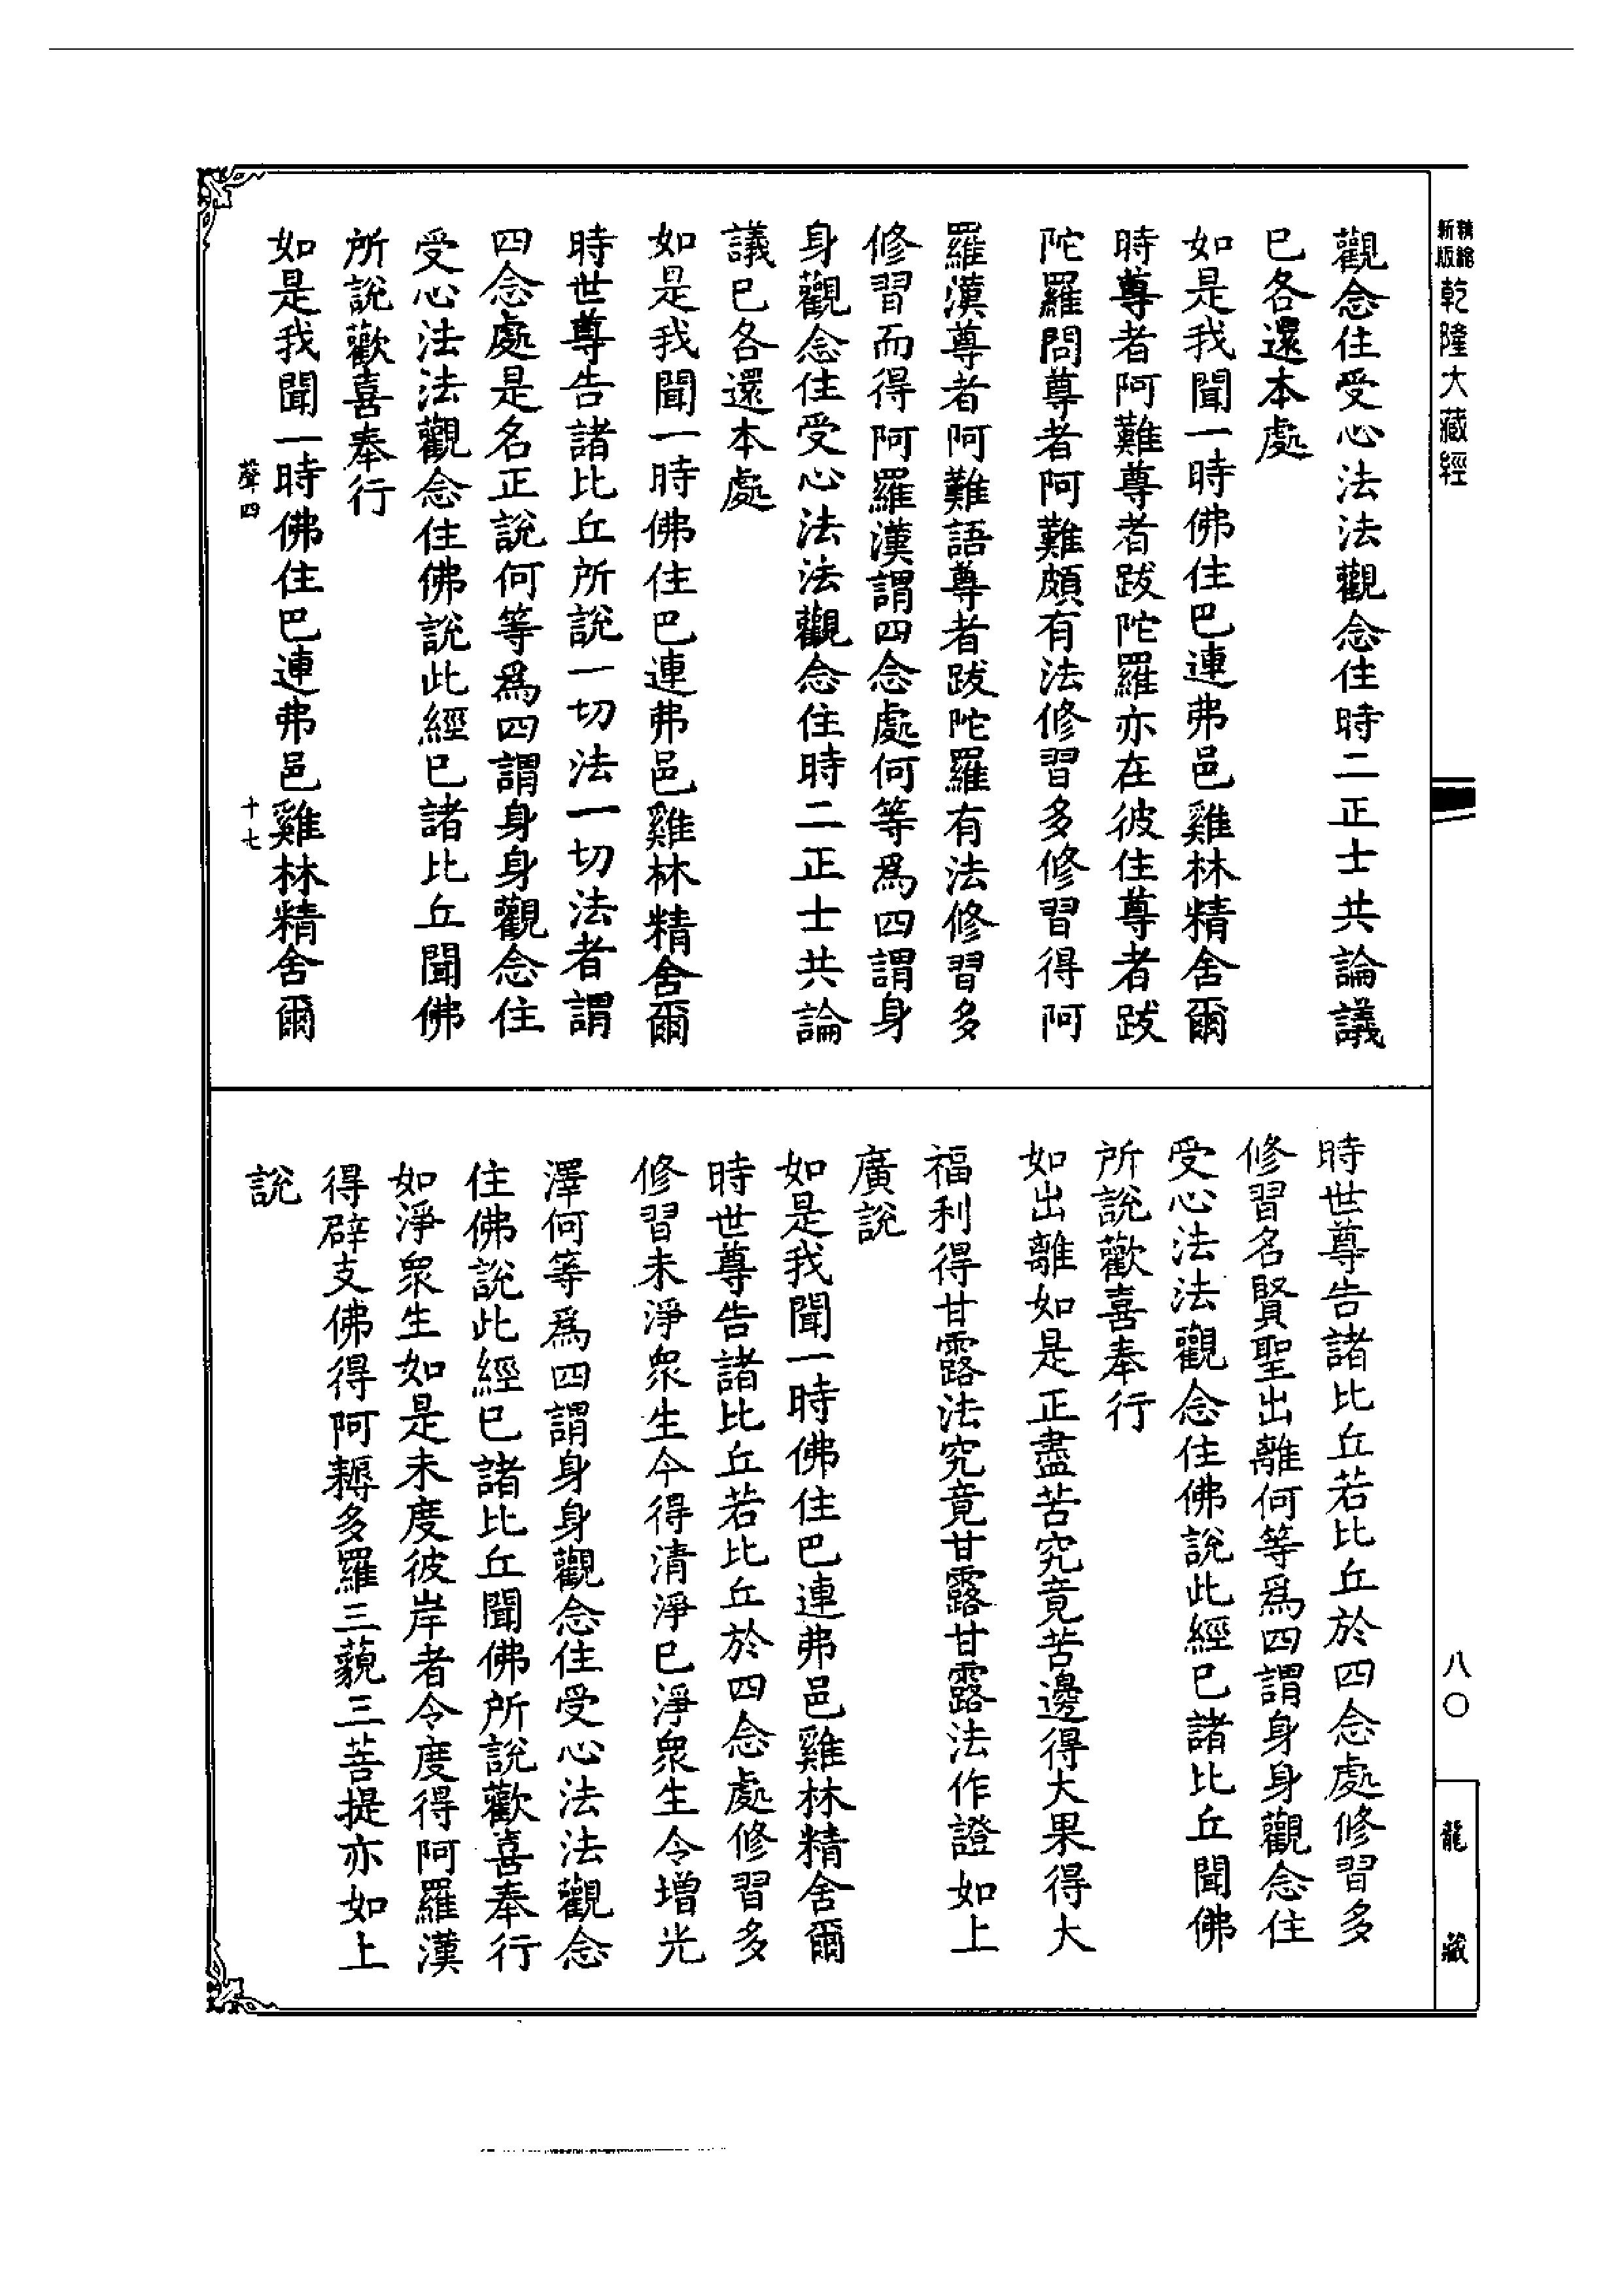 精縮新版乾隆大藏經
觀念住受心法法觀念住時二正士共論議
已各還本處
如是我聞一時佛住巴連弗邑雞林精舍爾
時尊者阿難尊者跋陀羅亦在彼住尊者跋
陀羅問尊者阿難頗有法修習多修習得阿
羅漢尊者阿難語尊者跋陀羅有法修習多
修習而得阿羅漢謂四念處何等爲四謂身
身觀念住受心法法觀念住時二正士共論
議已各還本處
如是我聞一時佛住巴連弗邑雞林精舍爾
時世尊告諸比丘所說一切法一切法者謂
四念處是名正說何等爲四謂身身觀念住
受心法法觀念住佛說此經已諸比丘聞佛
所說歡喜奉行
如是我聞一時佛住巴連弗邑雞林精舍爾
聲四 十七
時世尊告諸比丘若比丘於四念處修習多
修習名賢聖出離何等爲四謂身身觀念住
受心法法觀念住佛說此經已諸比丘聞佛
所說歡喜奉行
如出離如是正盡苦究竟苦邊得大果得大
福利得甘露法究竟甘露甘露法作證如上
廣說
如是我聞一時佛住巴連弗邑雞林精舍爾
時世尊告諸比丘若比丘於四念處修習多
修習未淨衆生今得清淨已淨衆生令增光
澤何等爲四謂身身觀念住受心法法觀念
住佛說此經已諸比丘聞佛所說歡喜奉行
如淨衆生如是未度彼岸者令度得阿羅漢
得辟支佛得阿耨多羅三藐三菩提亦如上
說
八〇
龍藏